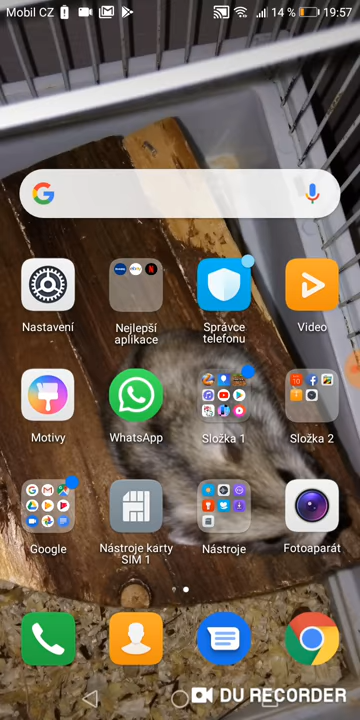 Mobil CZ 14 % 19:57
Nastavení
Nejlepší
aplikace
Správce
telefonu
Video
Motivy
WhatsApp
Složka 1
Složka 2
Google
Nástroje karty
SIM 1
Nástroje
Fotoaparát
DU RECORDER